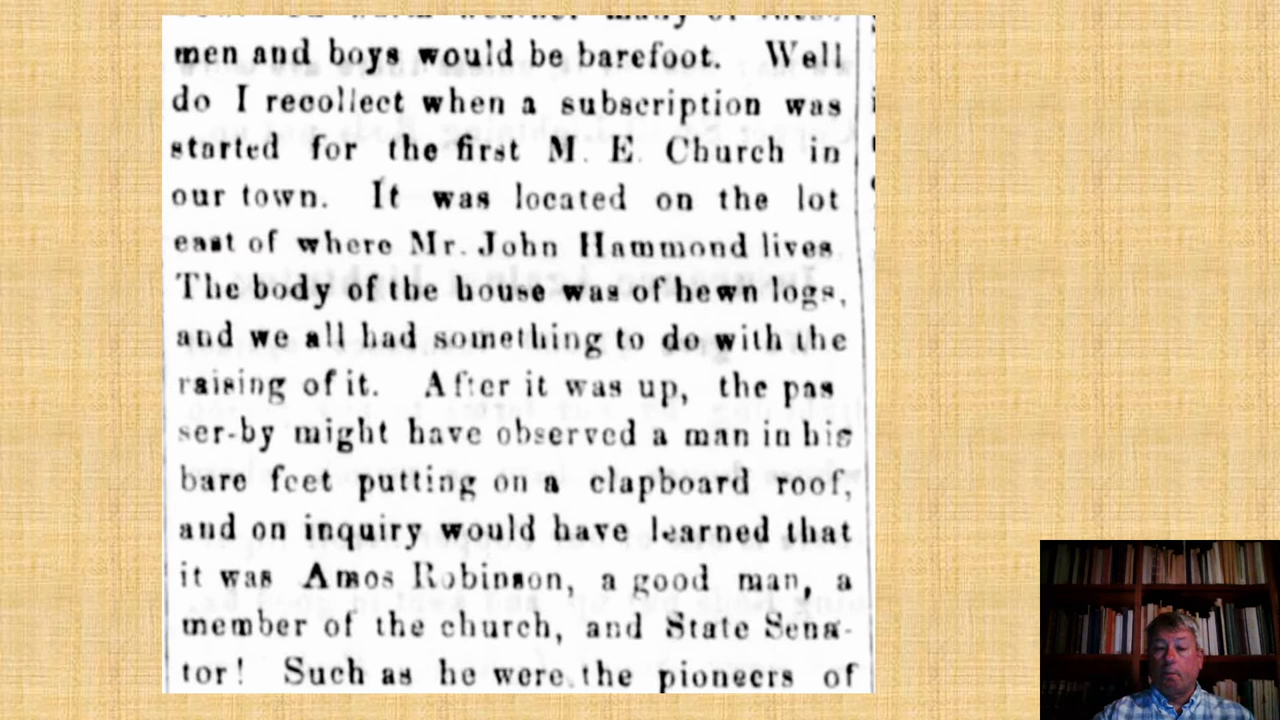 many of these
men and boys would be barefoot. Well
do I recollect when a subscription was
started for the first M. E. Church in
our town. It was located on the lot
east of where Mr. John Hammond lives
The body of the house was of hewn logs,
and we all had something to do with the
raising of it. After it was up, the pas
ser-by might have observed a man in his
bare feet putting on a clapboard roof,
and on inquiry would have learned that
it was Amos Robinson, a good man, a
member of the church, and State Sena-
tor! Such as he were the pioneers of